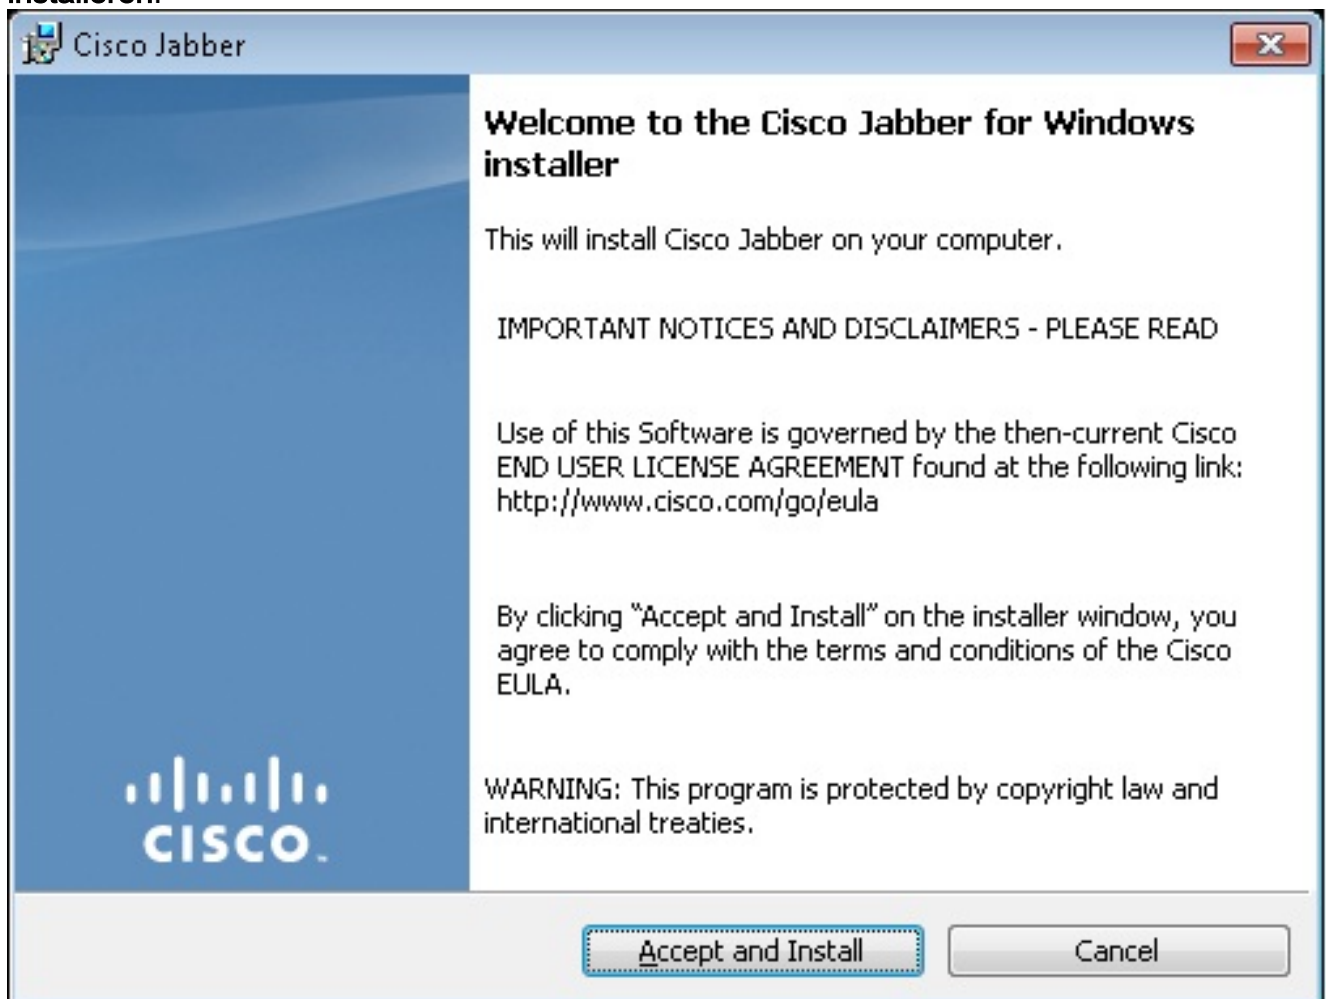 installeren.
Cisco Jabber
Welcome to the Cisco Jabber for Windows
installer
This will install Cisco Jabber on your computer.
IMPORTANT NOTICES AND DISCLAIMERS - PLEASE READ
Use of this Software is governed by the then-current Cisco
END USER LICENSE AGREEMENT found at the following link:
http://www.cisco.com/go/eula
By clicking “Accept and Install” on the installer window, you
agree to comply with the terms and conditions of the Cisco
EULA.
WARNING: This program is protected by copyright law and
international treaties.
CISCO
Accept and Install
Cancel